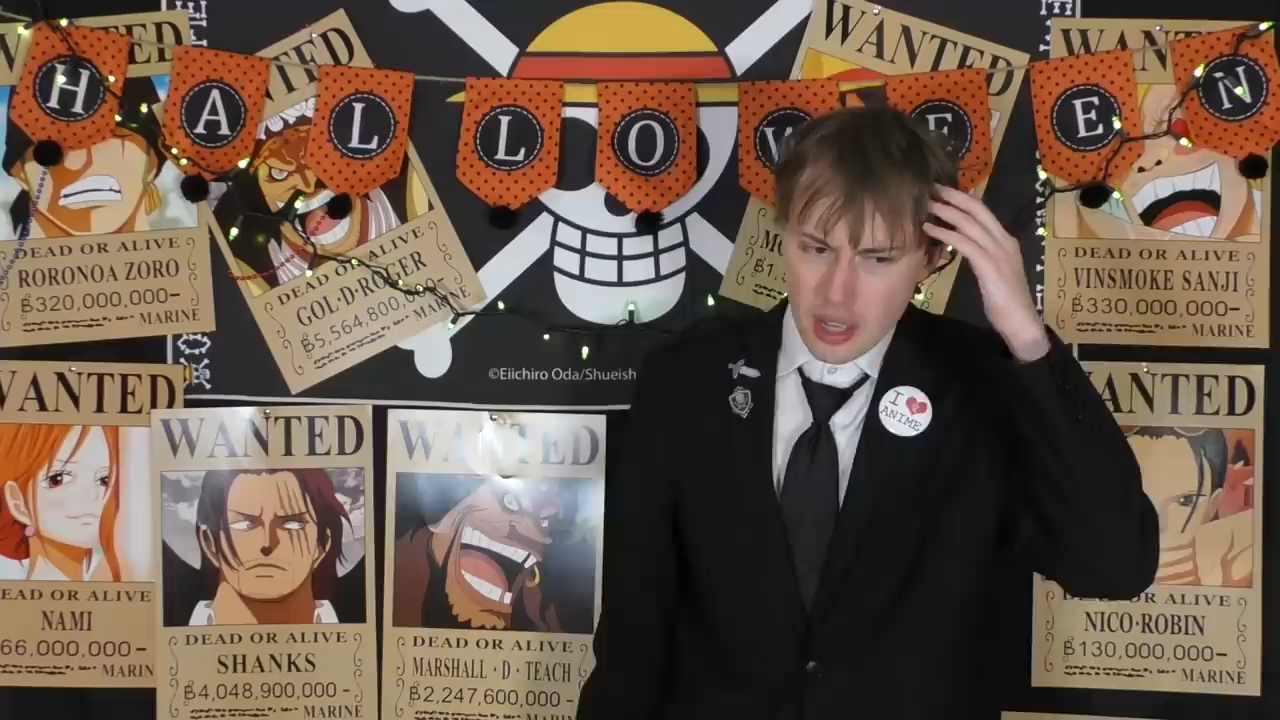 HALLOWEEN
WANTED
DEAD OR ALIVE
RORONOA ZORO
฿320,000,000-
MARINE
DEAD OR ALIVE
GOL·D·ROGER
฿5,564,800,
MARINE
©Eiichiro Oda/Shueish
WANTED
DEAD OR ALIVE
VINSMOKE SANJI
฿330,000,000-
MARINE
I
ANIME
WANTED
EAD OR ALIVE
NAMI
66,000,000-
MARIN
WANTED
DEAD OR ALIVE
SHANKS
฿4,048,900,000-
MARINE
WANTED
DEAD OR ALIVE
MARSHALL·D·TEACH
฿2,247,600,000-
WANTED
OR ALIVE
NICO·ROBIN
฿130,000,000-
MARINE